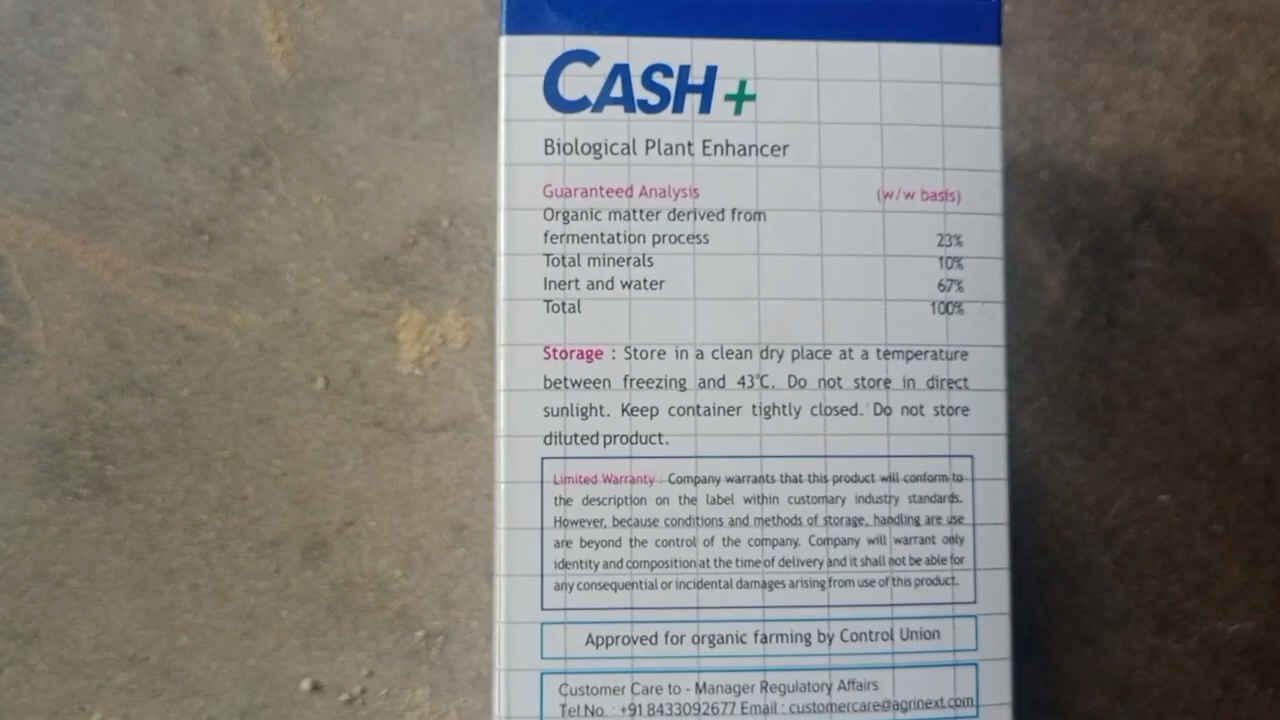 CASH+
Biological Plant Enhancer
Guaranteed Analysis (w/w basis)
Organic matter derived from
fermentation process 23%
Total minerals 10%
Inert and water 67%
Total 100%
Storage : Store in a clean dry place at a temperature
between freezing and 43°C. Do not store in direct
sunlight. Keep container tightly closed. Do not store
diluted product.
Limited Warranty : Company warrants that this product will conform to
the description on the label within customary industry standards.
However, because conditions and methods of storage, handling are use
are beyond the control of the company. Company will warrant only
identity and composition at the time of delivery and it shall not be able for
any consequential or incidental damages arising from use of this product.
Approved for organic farming by Control Union
Customer Care to - Manager Regulatory Affairs
Tel.No. : +91 8433092677 Email : customercare@agrinext.com